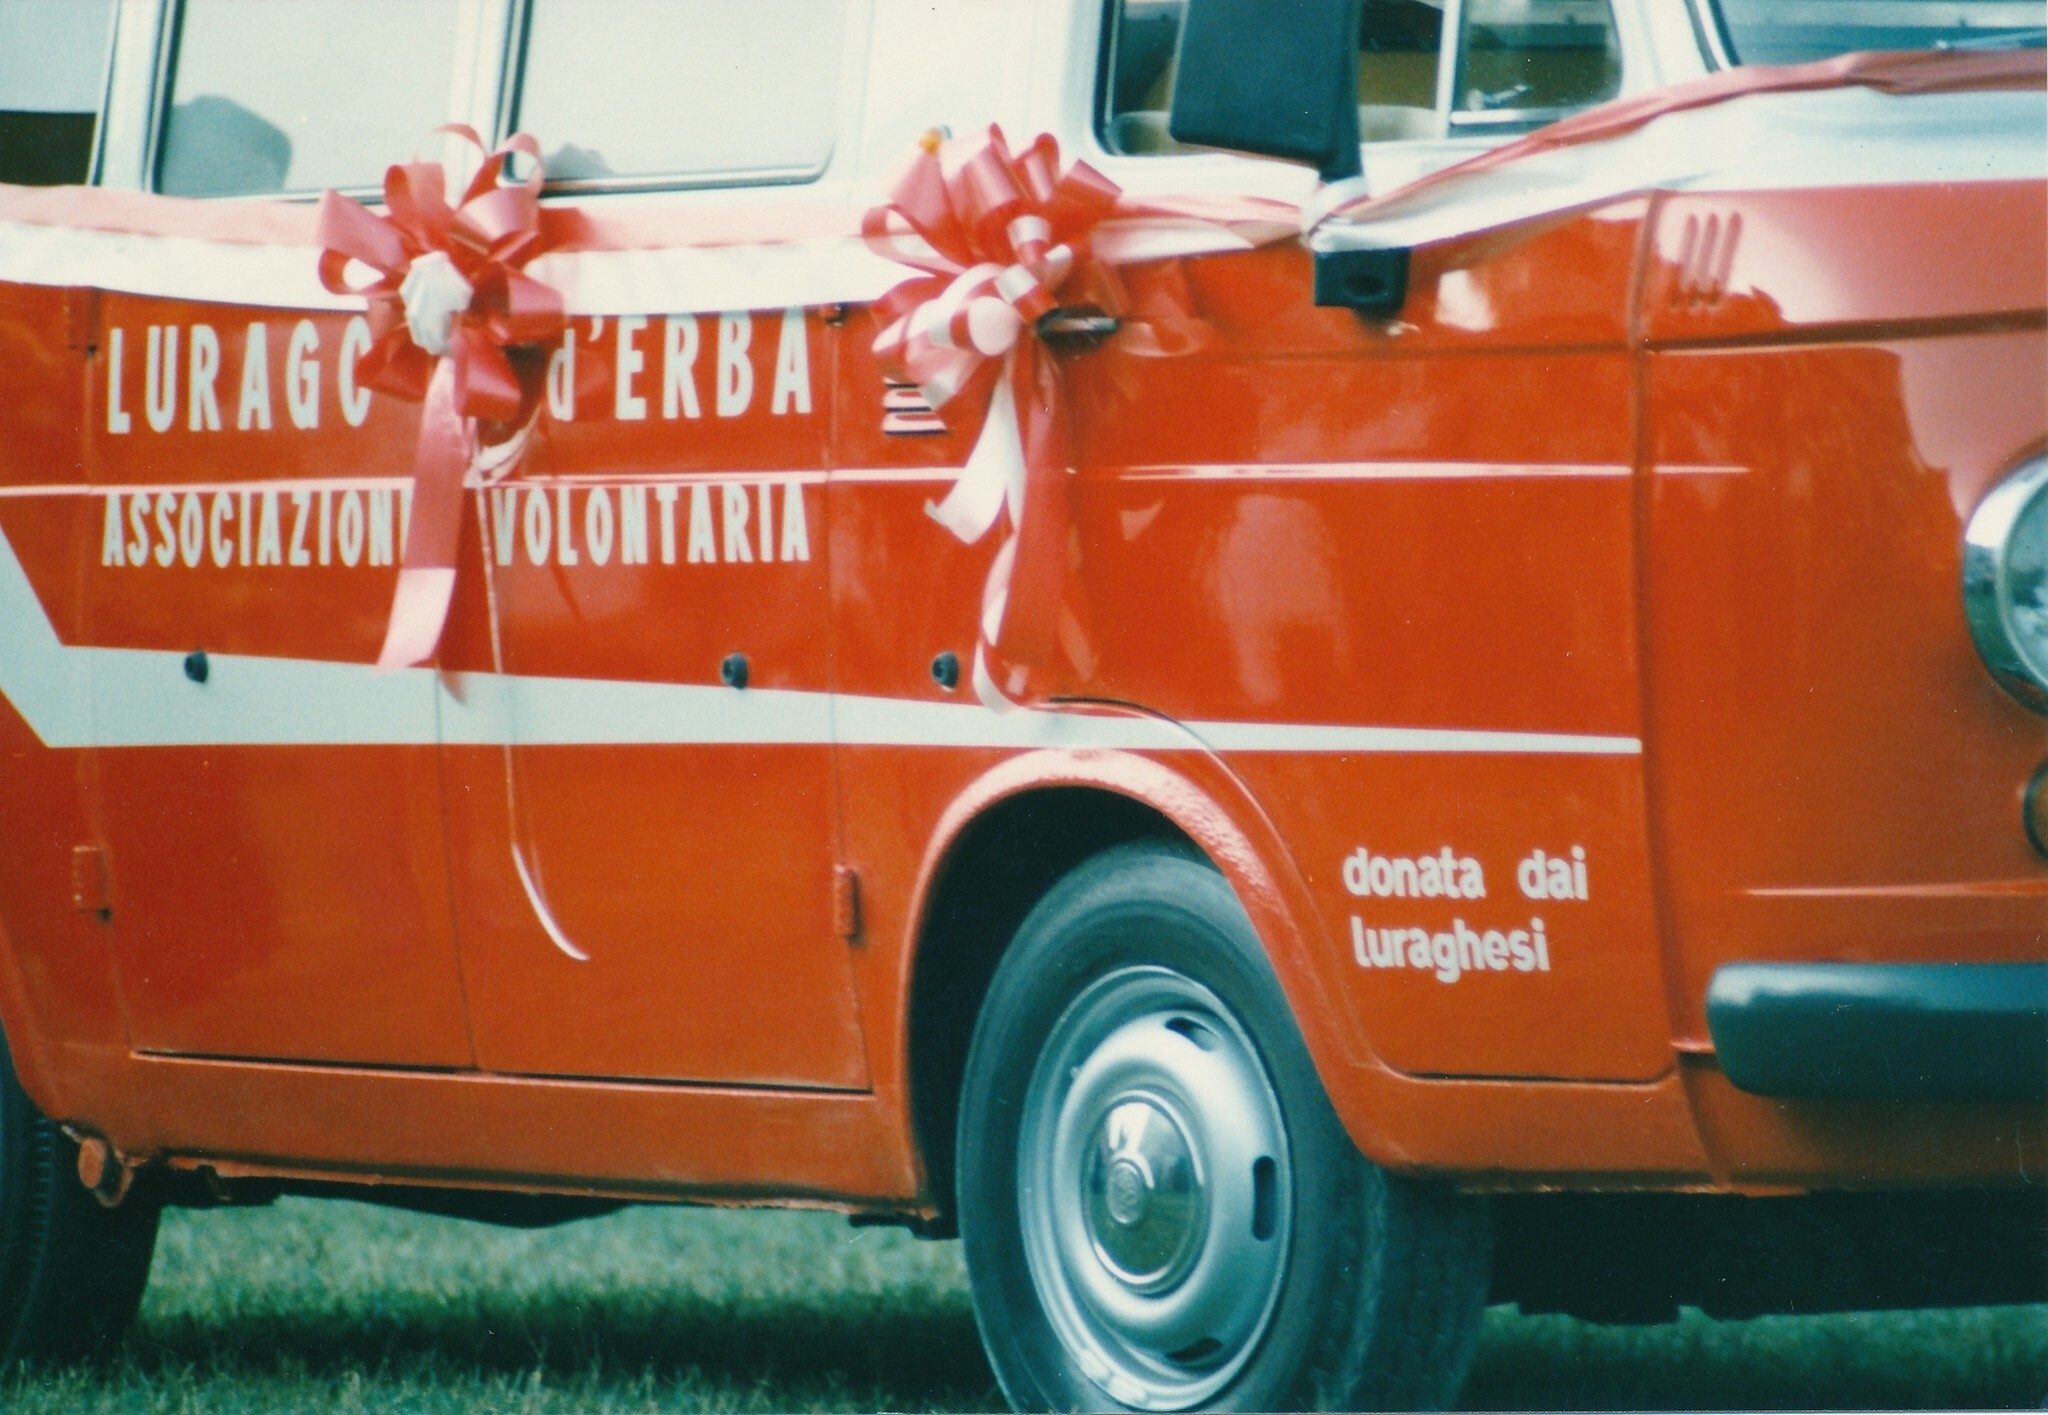 LURAGO d'ERBA
ASSOCIAZIONE VOLONTARIA
donata dai
luraghesi